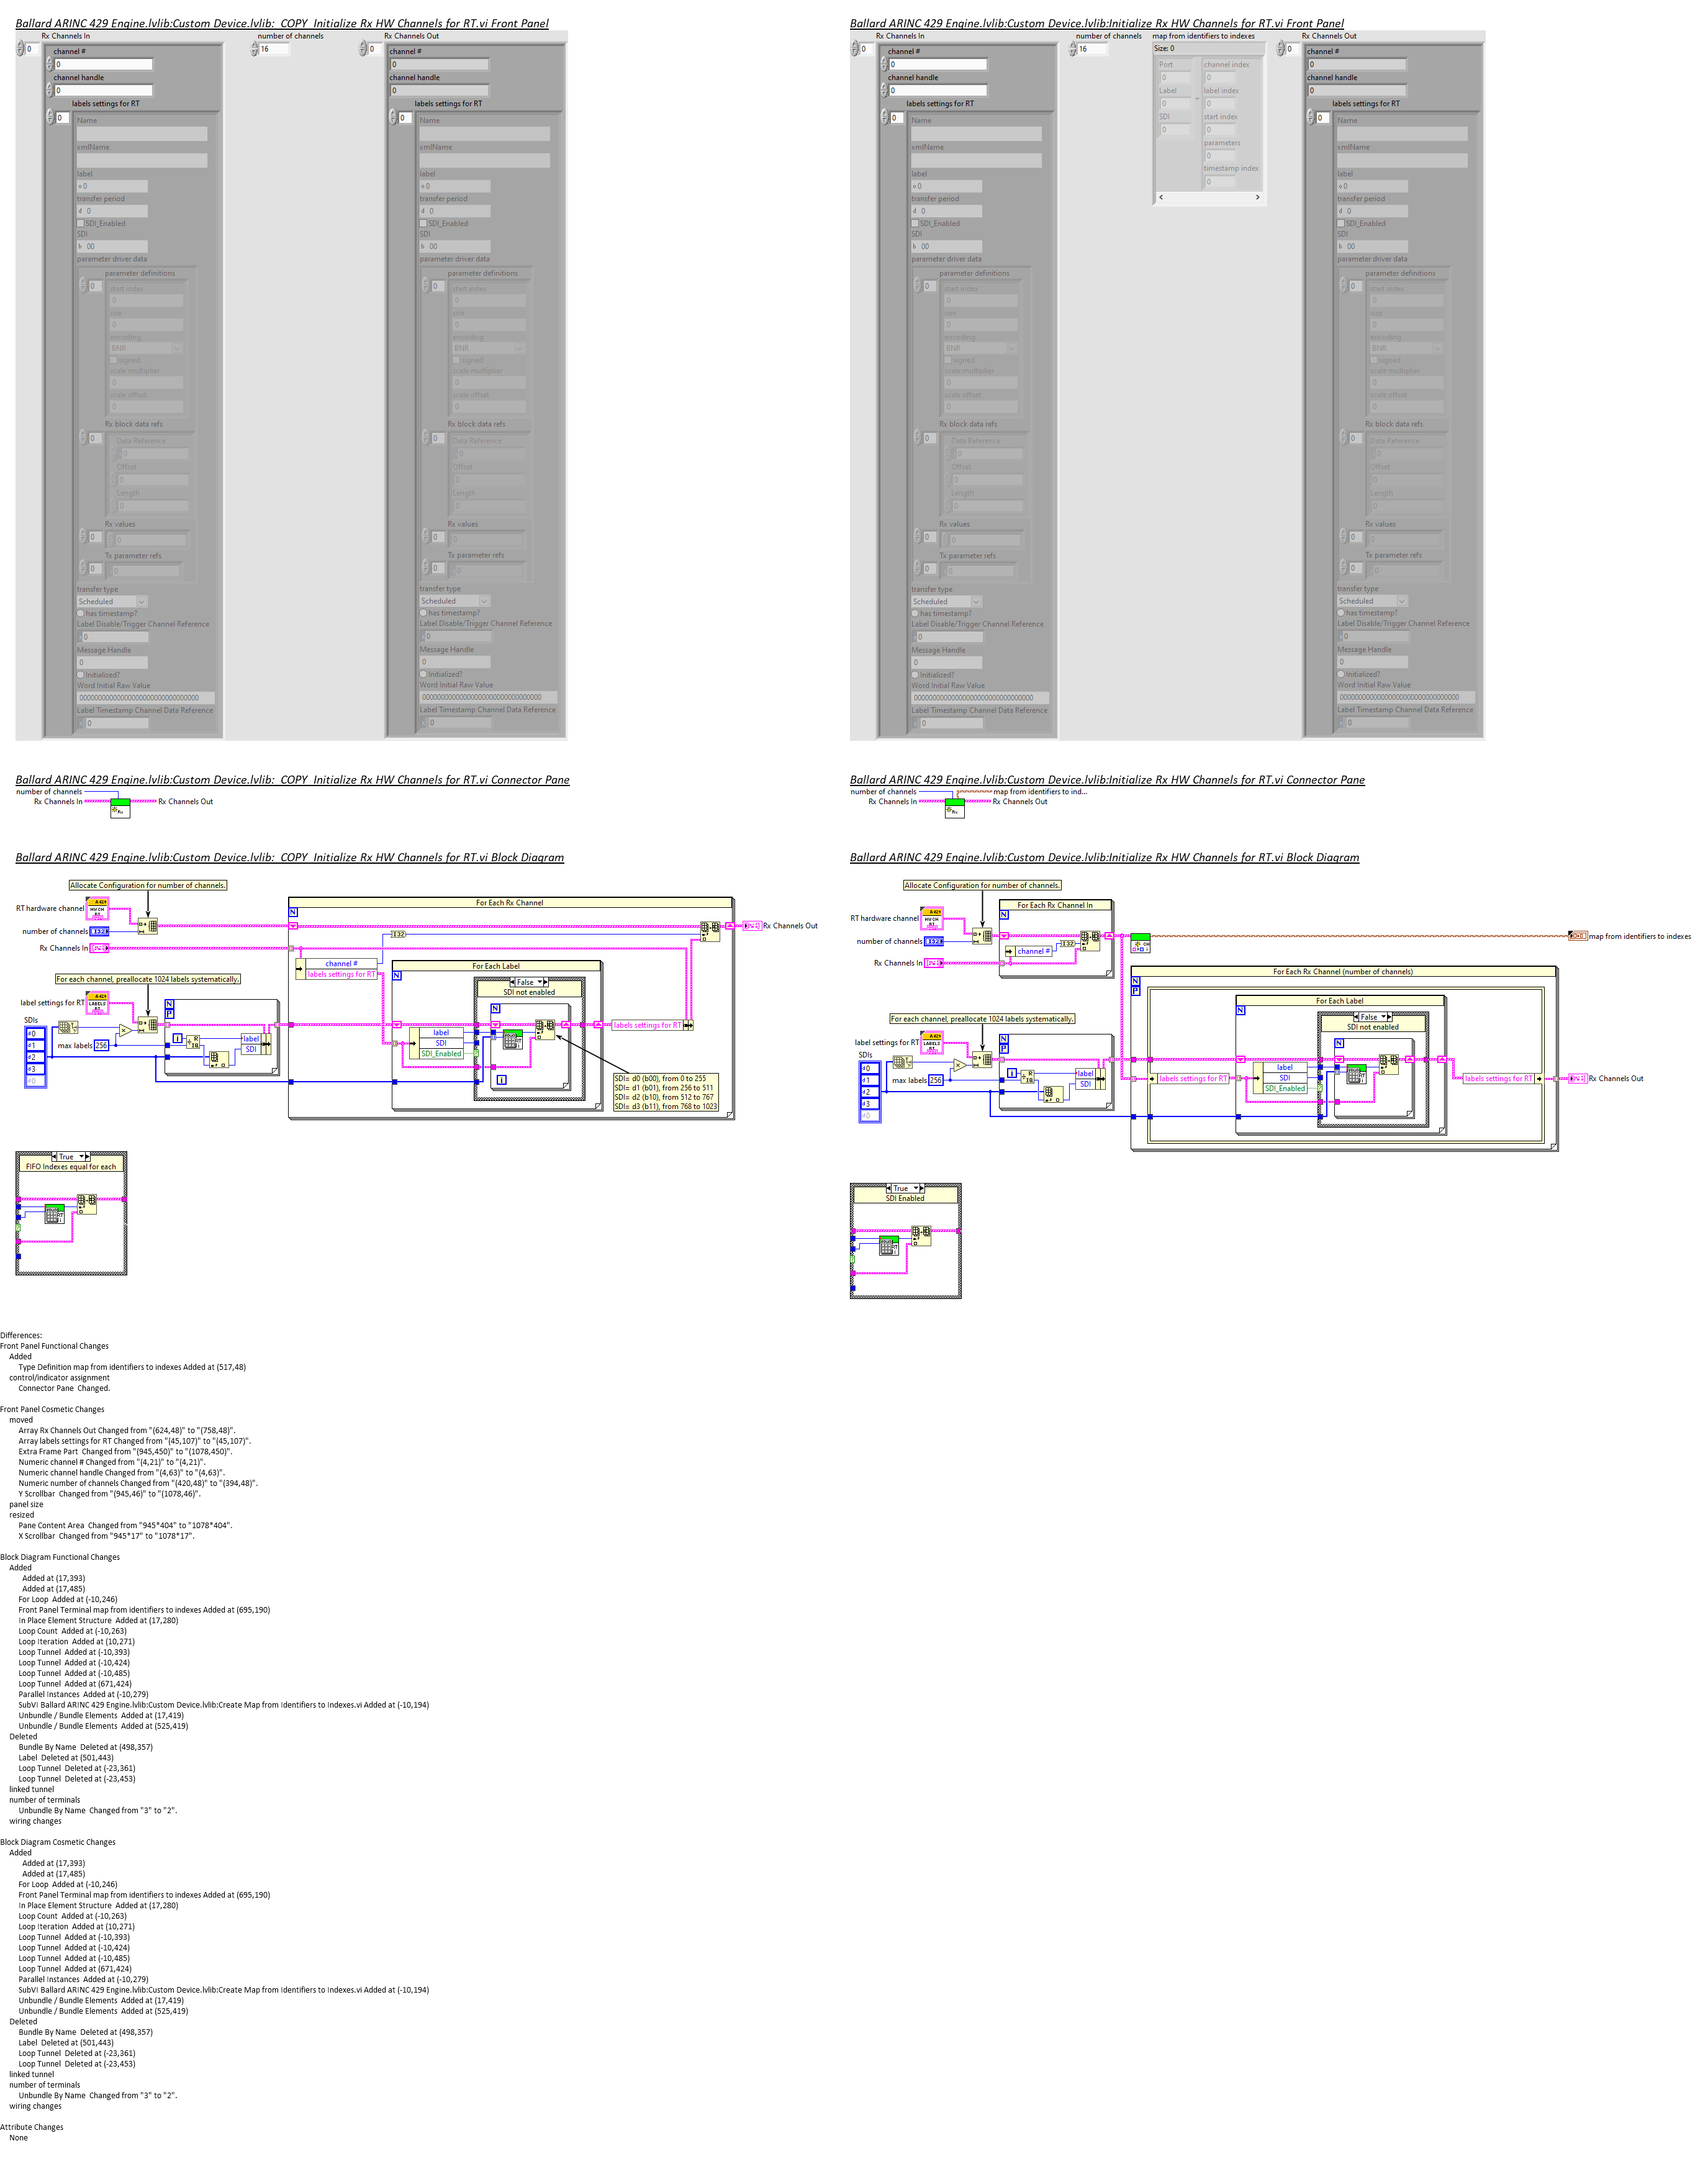 Ballard ARINC 429 Engine.lvlib:Custom Device.lvlib:_COPY_Initialize Rx HW Channels for RT.vi Front Panel
Rx Channels In
number of channels
Rx Channels Out
0
16
0
channel #
0
channel handle
0
labels settings for RT
0
Name
xmlName
label
o 0
transfer period
d 0
SDI_Enabled
SDI
b 00
parameter driver data
parameter definitions
0
start index
0
size
0
encoding
BNR
signed
scale multiplier
0
scale offset
0
Rx block data refs
0
Data Reference
0
Offset
0
Length
0
Rx values
0
0
Tx parameter refs
0
0
transfer type
Scheduled
has timestamp?
Label Disable/Trigger Channel Reference
x 0
Message Handle
0
Initialized?
Word Initial Raw Value
00000000000000000000000000000000
Label Timestamp Channel Data Reference
x 0
channel #
0
channel handle
0
labels settings for RT
0
Name
xmlName
label
o 0
transfer period
d 0
SDI_Enabled
SDI
b 00
parameter driver data
parameter definitions
0
start index
0
size
0
encoding
BNR
signed
scale multiplier
0
scale offset
0
Rx block data refs
0
Data Reference
0
Offset
0
Length
0
Rx values
0
0
Tx parameter refs
0
0
transfer type
Scheduled
has timestamp?
Label Disable/Trigger Channel Reference
x 0
Message Handle
0
Initialized?
Word Initial Raw Value
00000000000000000000000000000000
Label Timestamp Channel Data Reference
x 0
Ballard ARINC 429 Engine.lvlib:Custom Device.lvlib:Initialize Rx HW Channels for RT.vi Front Panel
Rx Channels In
number of channels
map from identifiers to indexes
Rx Channels Out
0
16
Size: 0
0
Port
0
Label
0
SDI
0
channel index
0
label index
0
start index
0
parameters
0
timestamp index
0
channel #
0
channel handle
0
labels settings for RT
0
Name
xmlName
label
o 0
transfer period
d 0
SDI_Enabled
SDI
b 00
parameter driver data
parameter definitions
0
start index
0
size
0
encoding
BNR
signed
scale multiplier
0
scale offset
0
Rx block data refs
0
Data Reference
0
Offset
0
Length
0
Rx values
0
0
Tx parameter refs
0
0
transfer type
Scheduled
has timestamp?
Label Disable/Trigger Channel Reference
x 0
Message Handle
0
Initialized?
Word Initial Raw Value
00000000000000000000000000000000
Label Timestamp Channel Data Reference
x 0
channel #
0
channel handle
0
labels settings for RT
0
Name
xmlName
label
o 0
transfer period
d 0
SDI_Enabled
SDI
b 00
parameter driver data
parameter definitions
0
start index
0
size
0
encoding
BNR
signed
scale multiplier
0
scale offset
0
Rx block data refs
0
Data Reference
0
Offset
0
Length
0
Rx values
0
0
Tx parameter refs
0
0
transfer type
Scheduled
has timestamp?
Label Disable/Trigger Channel Reference
x 0
Message Handle
0
Initialized?
Word Initial Raw Value
00000000000000000000000000000000
Label Timestamp Channel Data Reference
x 0
Ballard ARINC 429 Engine.lvlib:Custom Device.lvlib:_COPY_Initialize Rx HW Channels for RT.vi Connector Pane
number of channels
Rx Channels In
Rx
Rx Channels Out
Ballard ARINC 429 Engine.lvlib:Custom Device.lvlib:Initialize Rx HW Channels for RT.vi Connector Pane
number of channels
map from identifiers to ind...
Rx Channels In
Rx
Rx Channels Out
Ballard ARINC 429 Engine.lvlib:Custom Device.lvlib:_COPY_Initialize Rx HW Channels for RT.vi Block Diagram
Allocate Configuration for number of channels.
RT hardware channel
A429
HW CH
RT
number of channels
I32
Rx Channels In
For Each Rx Channel
N
I32
Rx Channels Out
channel #
labels settings for RT
For each channel, preallocate 1024 labels systematically.
label settings for RT
A429
LABELS
RT
SDIs
d 0
d 1
d 2
d 3
d 0
max labels
256
N
P
i
R
IQ
label
SDI
For Each Label
N
False
SDI not enabled
N
label
SDI
SDI_Enabled
RT
i
i
labels settings for RT
SDI= d0 (b00), from 0 to 255
SDI= d1 (b01), from 256 to 511
SDI= d2 (b10), from 512 to 767
SDI= d3 (b11), from 768 to 1023
True
FIFO Indexes equal for each
RT
i
Ballard ARINC 429 Engine.lvlib:Custom Device.lvlib:Initialize Rx HW Channels for RT.vi Block Diagram
Allocate Configuration for number of channels.
RT hardware channel
A429
HW CH
RT
number of channels
I32
Rx Channels In
For Each Rx Channel In
N
channel #
I32
map from identifiers to indexes
For each channel, preallocate 1024 labels systematically.
label settings for RT
A429
LABELS
RT
SDIs
d 0
d 1
d 2
d 3
d 0
max labels
256
N
P
i
R
IQ
label
SDI
For Each Rx Channel (number of channels)
N
P
labels settings for RT
For Each Label
N
False
SDI not enabled
N
label
SDI
SDI_Enabled
RT
i
labels settings for RT
Rx Channels Out
True
SDI Enabled
RT
i
Differences:
Front Panel Functional Changes
Added
Type Definition map from identifiers to indexes Added at (517,48)
control/indicator assignment
Connector Pane  Changed.
Front Panel Cosmetic Changes
moved
Array Rx Channels Out Changed from "(624,48)" to "(758,48)".
Array labels settings for RT Changed from "(45,107)" to "(45,107)".
Extra Frame Part  Changed from "(945,450)" to "(1078,450)".
Numeric channel # Changed from "(4,21)" to "(4,21)".
Numeric channel handle Changed from "(4,63)" to "(4,63)".
Numeric number of channels Changed from "(420,48)" to "(394,48)".
Y Scrollbar  Changed from "(945,46)" to "(1078,46)".
panel size
resized
Pane Content Area  Changed from "945*404" to "1078*404".
X Scrollbar  Changed from "945*17" to "1078*17".
Block Diagram Functional Changes
Added
Added at (17,393)
Added at (17,485)
For Loop  Added at (-10,246)
Front Panel Terminal map from identifiers to indexes Added at (695,190)
In Place Element Structure  Added at (17,280)
Loop Count  Added at (-10,263)
Loop Iteration  Added at (10,271)
Loop Tunnel  Added at (-10,393)
Loop Tunnel  Added at (-10,424)
Loop Tunnel  Added at (-10,485)
Loop Tunnel  Added at (671,424)
Parallel Instances  Added at (-10,279)
SubVI Ballard ARINC 429 Engine.lvlib:Custom Device.lvlib:Create Map from Identifiers to Indexes.vi Added at (-10,194)
Unbundle / Bundle Elements  Added at (17,419)
Unbundle / Bundle Elements  Added at (525,419)
Deleted
Bundle By Name  Deleted at (498,357)
Label  Deleted at (501,443)
Loop Tunnel  Deleted at (-23,361)
Loop Tunnel  Deleted at (-23,453)
linked tunnel
number of terminals
Unbundle By Name  Changed from "3" to "2".
wiring changes
Block Diagram Cosmetic Changes
Added
Added at (17,393)
Added at (17,485)
For Loop  Added at (-10,246)
Front Panel Terminal map from identifiers to indexes Added at (695,190)
In Place Element Structure  Added at (17,280)
Loop Count  Added at (-10,263)
Loop Iteration  Added at (10,271)
Loop Tunnel  Added at (-10,393)
Loop Tunnel  Added at (-10,424)
Loop Tunnel  Added at (-10,485)
Loop Tunnel  Added at (671,424)
Parallel Instances  Added at (-10,279)
SubVI Ballard ARINC 429 Engine.lvlib:Custom Device.lvlib:Create Map from Identifiers to Indexes.vi Added at (-10,194)
Unbundle / Bundle Elements  Added at (17,419)
Unbundle / Bundle Elements  Added at (525,419)
Deleted
Bundle By Name  Deleted at (498,357)
Label  Deleted at (501,443)
Loop Tunnel  Deleted at (-23,361)
Loop Tunnel  Deleted at (-23,453)
linked tunnel
number of terminals
Unbundle By Name  Changed from "3" to "2".
wiring changes
Attribute Changes
None